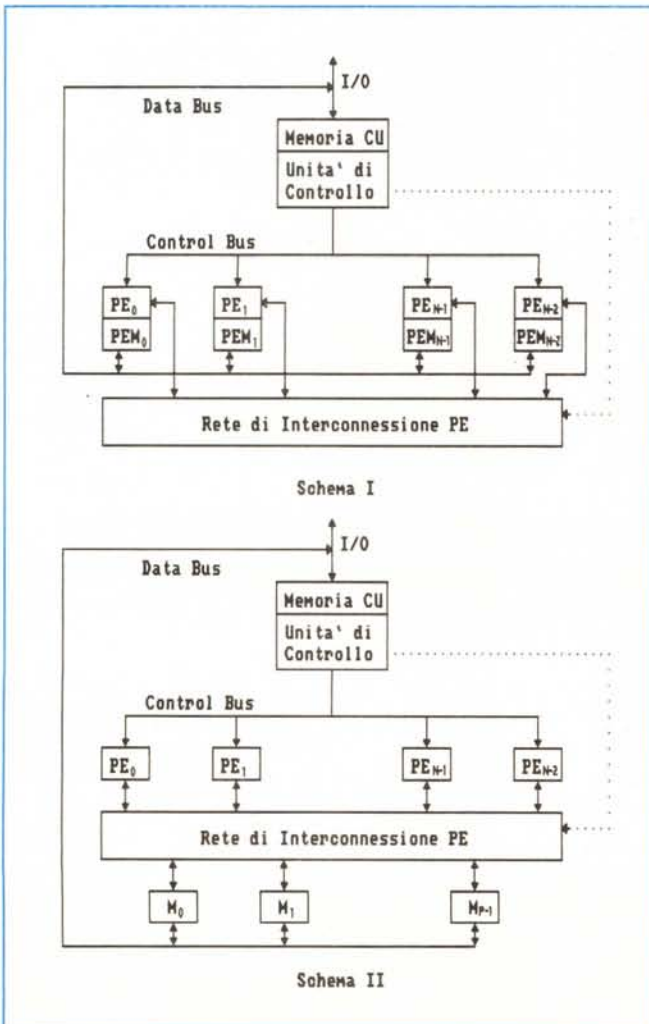 I/O
Data Bus
Memoria CU
Unita' di
Controllo
Control Bus
PE₀ PE₁ PEₙ₋₁ PEₙ₋₂
PEM₀ PEM₁ PEMₙ₋₁ PEMₙ₋₂
Rete di Interconnessione PE
Schema I
I/O
Data Bus
Memoria CU
Unita' di
Controllo
Control Bus
PE₀ PE₁ PEₙ₋₁ PEₙ₋₂
Rete di Interconnessione PE
M₀ M₁ Mₚ₋₁
Schema II